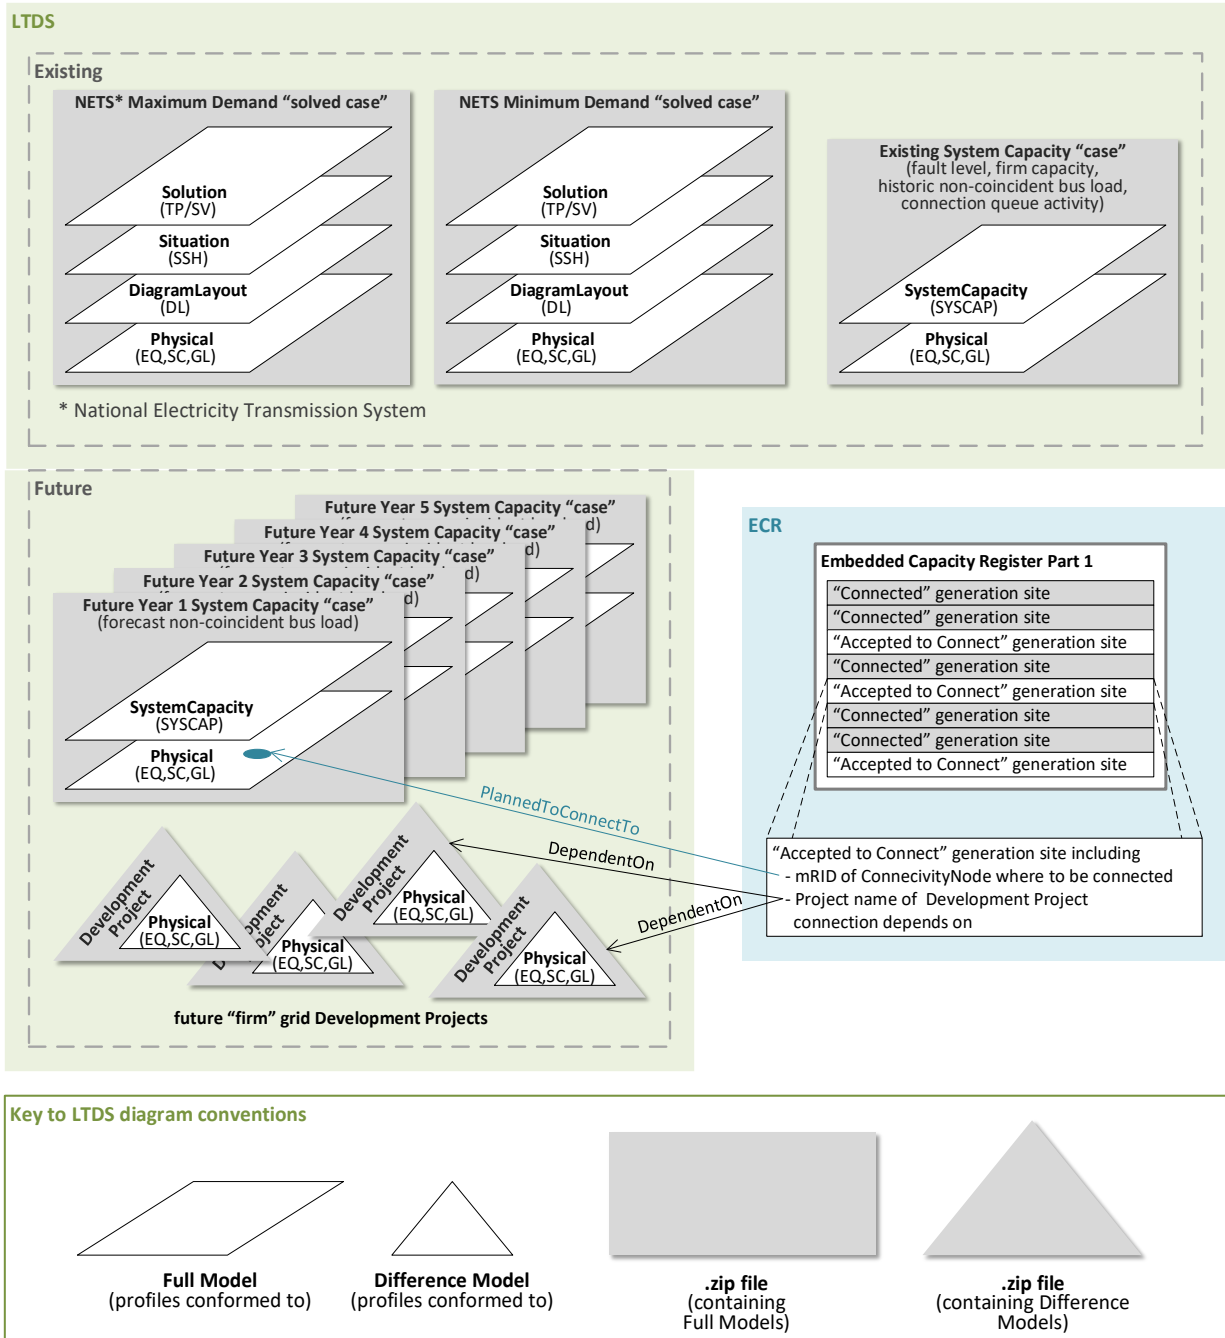 LTDS
Existing
NETS* Maximum Demand “solved case”
Solution
(TP/SV)
Situation
(SSH)
DiagramLayout
(DL)
Physical
(EQ,SC,GL)
NETS Minimum Demand “solved case”
Solution
(TP/SV)
Situation
(SSH)
DiagramLayout
(DL)
Physical
(EQ,SC,GL)
Existing System Capacity “case”
(fault level, firm capacity,
historic non-coincident bus load,
connection queue activity)
SystemCapacity
(SYSCAP)
Physical
(EQ,SC,GL)
* National Electricity Transmission System
Future
Future Year 5 System Capacity “case”
Future Year 4 System Capacity “case”
Future Year 3 System Capacity “case”
Future Year 2 System Capacity “case”
Future Year 1 System Capacity “case”
(forecast non-coincident bus load)
SystemCapacity
(SYSCAP)
Physical
(EQ,SC,GL)
PlannedToConnectTo
DependentOn
DependentOn
Development
Project
Physical
(EQ,SC,GL)
Physical
(EQ,SC,GL)
Development
Project
Physical
(EQ,SC,GL)
Development
Project
Physical
(EQ,SC,GL)
future “firm” grid Development Projects
ECR
Embedded Capacity Register Part 1
“Connected” generation site
“Connected” generation site
“Accepted to Connect” generation site
“Connected” generation site
“Accepted to Connect” generation site
“Connected” generation site
“Connected” generation site
“Accepted to Connect” generation site
“Accepted to Connect” generation site including
- mRID of ConnecivityNode where to be connected
- Project name of Development Project
connection depends on
Key to LTDS diagram conventions
Full Model
(profiles conformed to)
Difference Model
(profiles conformed to)
.zip file
(containing
Full Models)
.zip file
(containing Difference
Models)